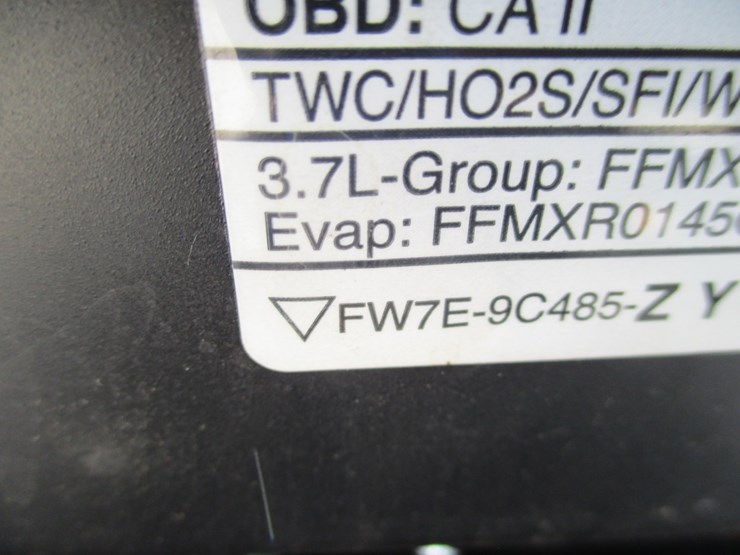 OBD: CA II
TWC/HO2S/SFI/W
3.7L-Group: FFMX
Evap: FFMXR0145
▽FW7E-9C485-Z Y